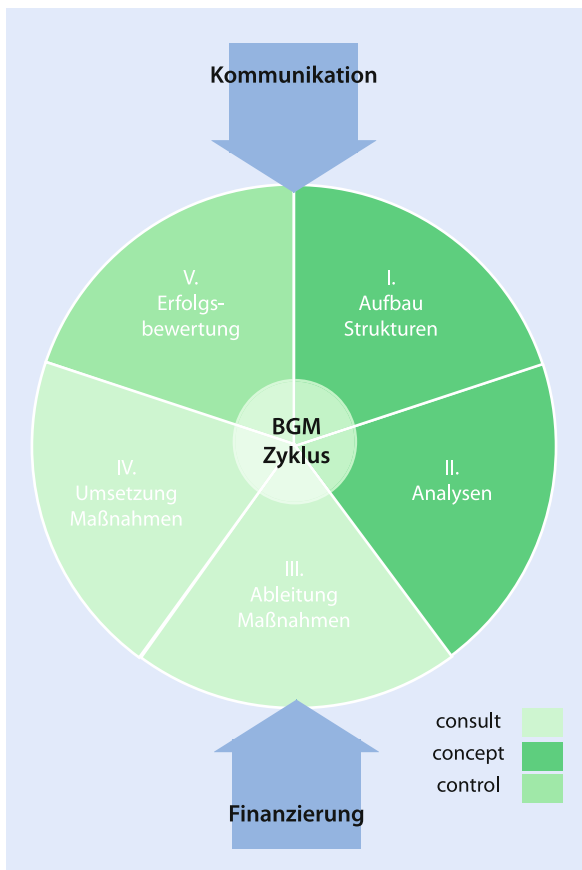 Kommunikation
I.
Aufbau
Strukturen
II.
Analysen
III.
Ableitung
Maßnahmen
IV.
Umsetzung
Maßnahmen
V.
Erfolgs-
bewertung
BGM
Zyklus
Finanzierung
consult
concept
control